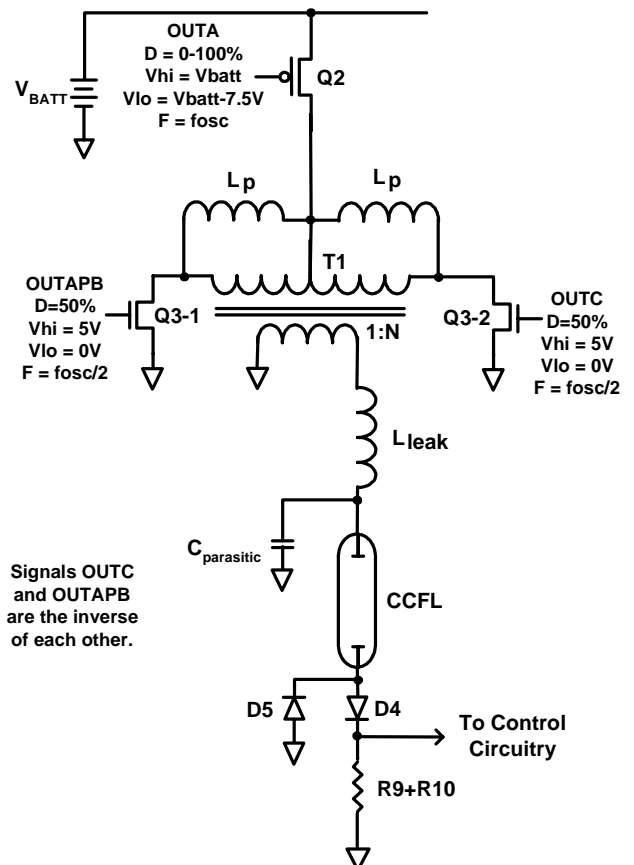 OUTA
D = 0-100%
Vhi = Vbatt
Vlo = Vbatt-7.5V
F = fosc
Q2
VBATT
Lp
Lp
T1
OUTAPB
D=50%
Vhi = 5V
Vlo = 0V
F = fosc/2
Q3-1
1:N
Q3-2
OUTC
D=50%
Vhi = 5V
Vlo = 0V
F = fosc/2
Lleak
Cparasitic
CCFL
Signals OUTC
and OUTAPB
are the inverse
of each other.
D5
D4
To Control
Circuitry
R9+R10